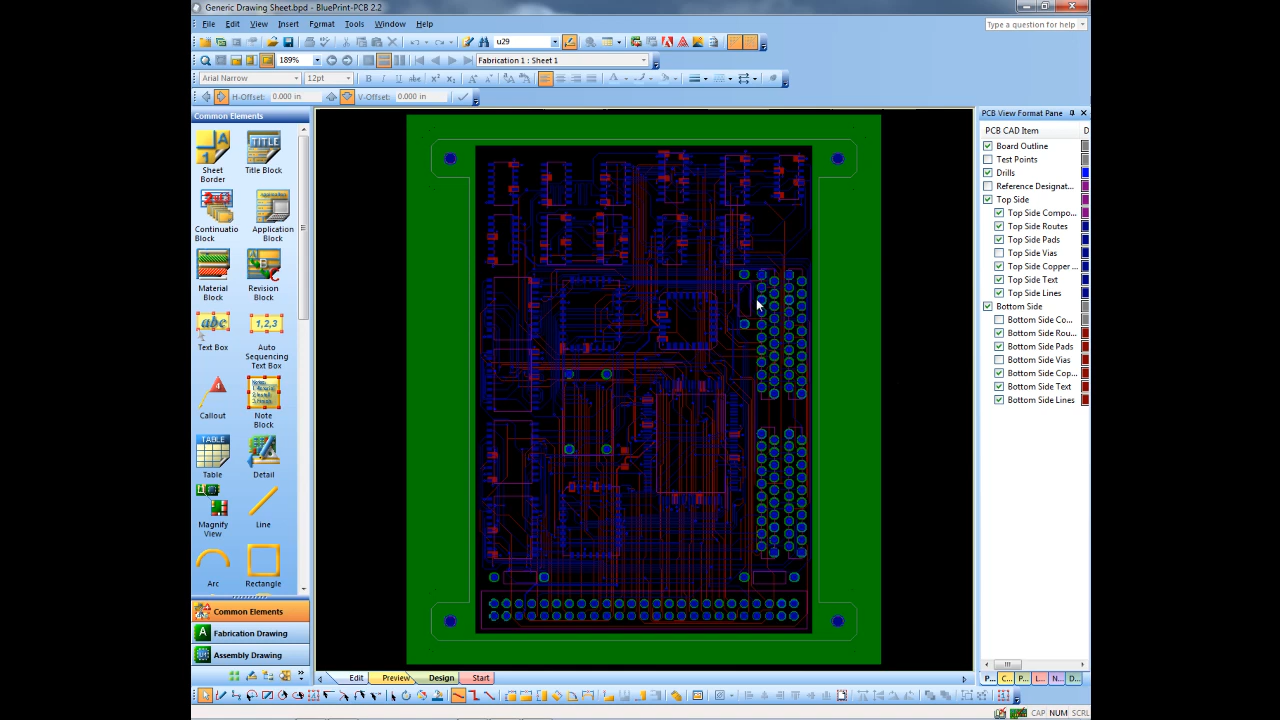 Generic Drawing Sheet.bpd - BluePrint-PCB 2.2
File Edit View Insert Format Tools Window Help
Type a question for help
u29
189%
Fabrication 1 : Sheet 1
Arial Narrow 12pt
H-Offset: 0.000 in V-Offset: 0.000 in
Common Elements
Sheet Border
Title Block
Continuatio Block
Application Block
Material Block
Revision Block
Text Box
Auto Sequencing Text Box
Callout
Note Block
Table
Detail
Magnify View
Line
Arc
Rectangle
Common Elements
Fabrication Drawing
Assembly Drawing
PCB View Format Pane
PCB CAD Item D
Board Outline
Test Points
Drills
Reference Designat...
Top Side
Top Side Compo...
Top Side Routes
Top Side Pads
Top Side Vias
Top Side Copper ...
Top Side Text
Top Side Lines
Bottom Side
Bottom Side Co...
Bottom Side Rou...
Bottom Side Pads
Bottom Side Vias
Bottom Side Cop...
Bottom Side Text
Bottom Side Lines
Edit Preview Design Start
P... C... P... L... N... D...
CAP NUM SCRL